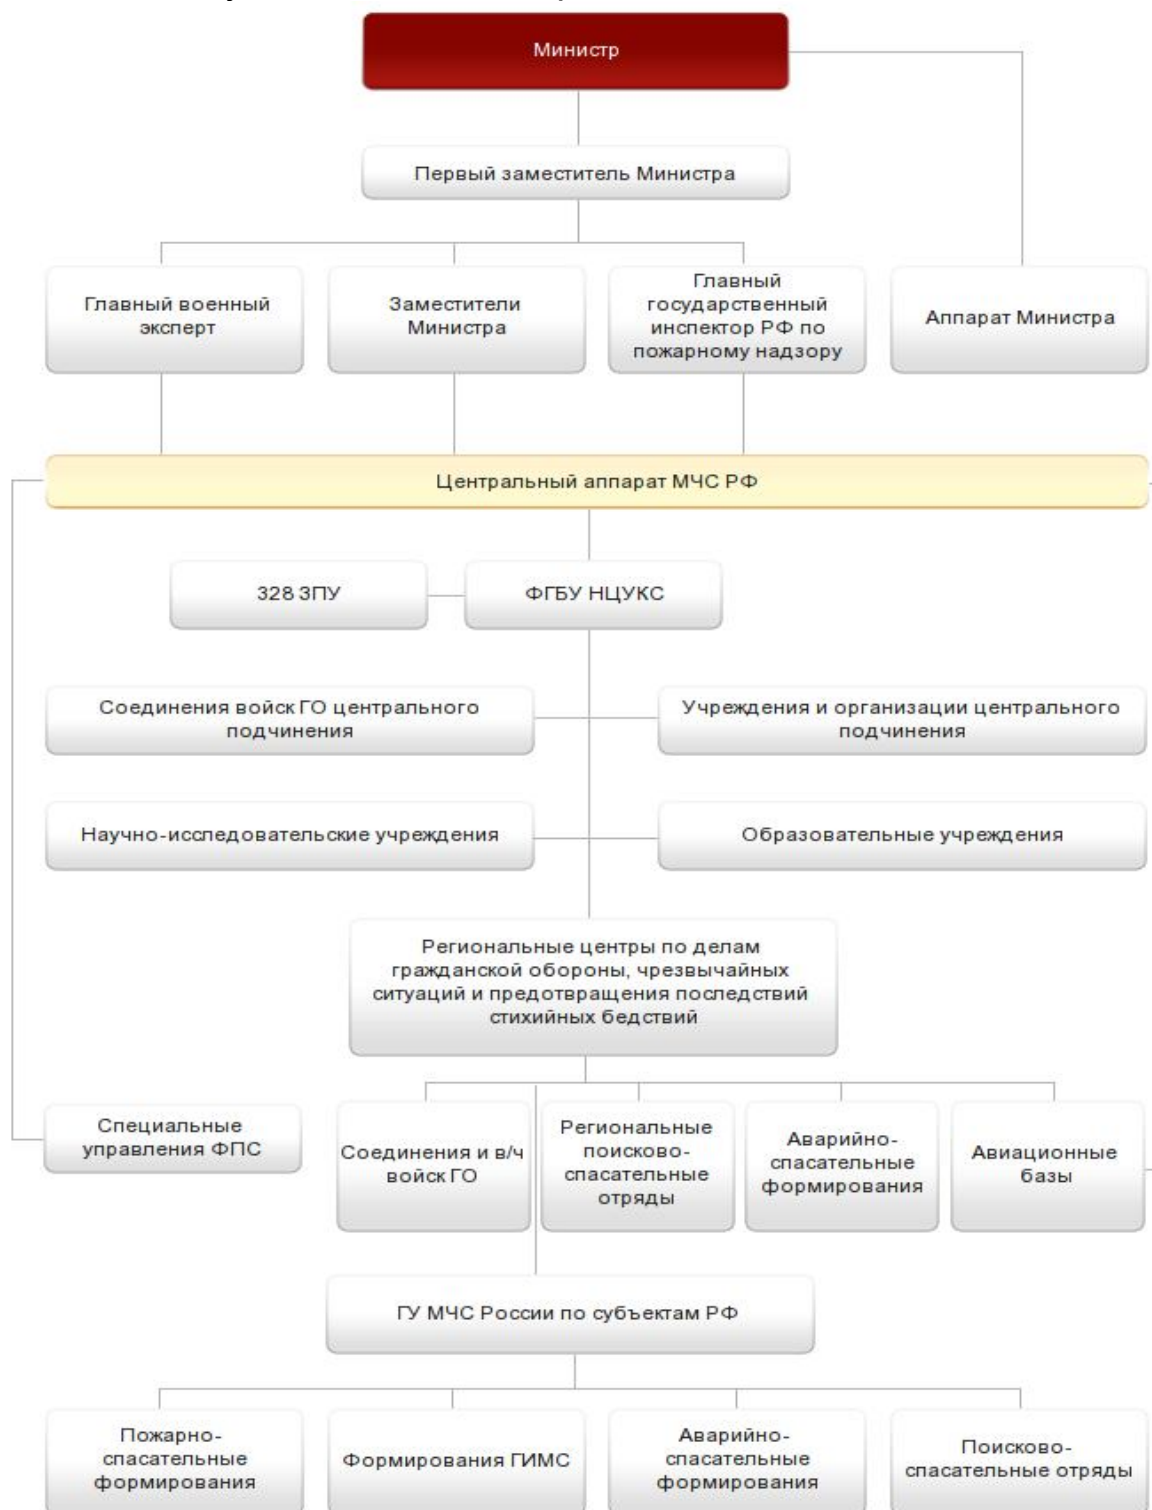 Министр
Первый заместитель Министра
Главный военный
эксперт
Заместители
Министра
Главный
государственный
инспектор РФ по
пожарному надзору
Аппарат Министра
Центральный аппарат МЧС РФ
328 ЗПУ
ФГБУ НЦУКС
Соединения войск ГО центрального
подчинения
Учреждения и организации центрального
подчинения
Научно-исследовательские учреждения
Образовательные учреждения
Региональные центры по делам
гражданской обороны, чрезвычайных
ситуаций и предотвращения последствий
стихийных бедствий
Специальные
управления ФПС
Соединения и в/ч
войск ГО
Региональные
поисково-
спасательные
отряды
Аварийно-
спасательные
формирования
Авиационные
базы
ГУ МЧС России по субъектам РФ
Пожарно-
спасательные
формирования
Формирования ГИМС
Аварийно-
спасательные
формирования
Поисково-
спасательные отряды